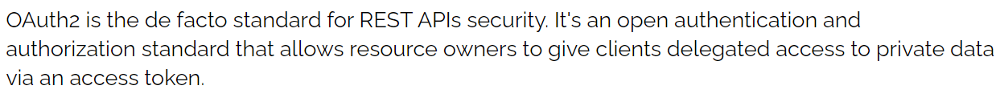 OAuth2 is the de facto standard for REST APIs security. It's an open authentication and
authorization standard that allows resource owners to give clients delegated access to private data
via an access token.